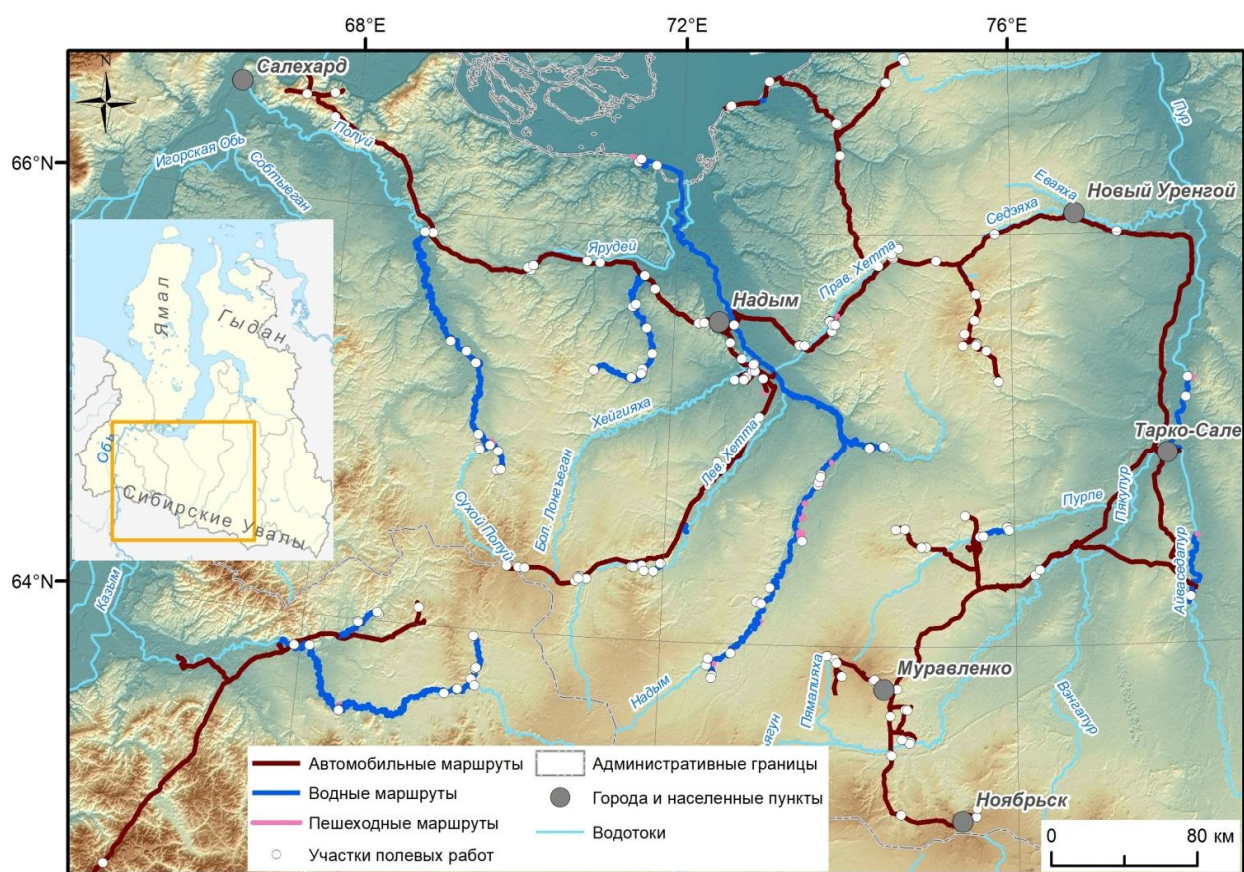 68°E
72°E
76°E
N
Салехард
Полуй
Пур
66°N
Игорская Обь
Собтыеган
Еваяха
Новый Уренгой
Седэяха
Ярудей
Прав. Хетта
Надым
Ямал
Гыдан
Обь
Сибирские Увалы
Хейгияха
Лев. Хетта
Бол. Лонгъеган
Сухой Полуй
Тарко-Сале
Пурпе
Пякупур
Айваседапур
64°N
Казым
Надым
Пямалияха
Муравленко
Вэнгапур
Ноябрьск
Автомобильные маршруты
Водные маршруты
Пешеходные маршруты
Участки полевых работ
Административные границы
Города и населенные пункты
Водотоки
0 80 км